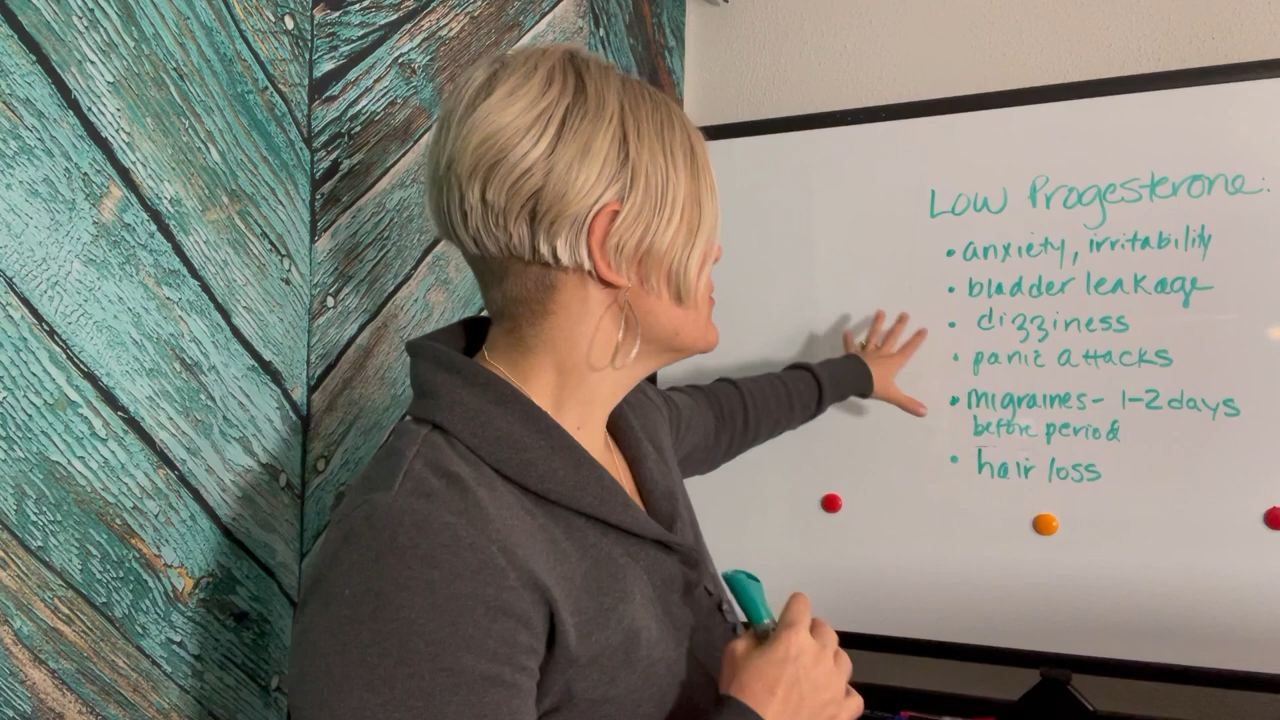 Low Progesterone:
• anxiety, irritability
• bladder leakage
• dizziness
• panic attacks
• migraines - 1-2 days
before period
• hair loss